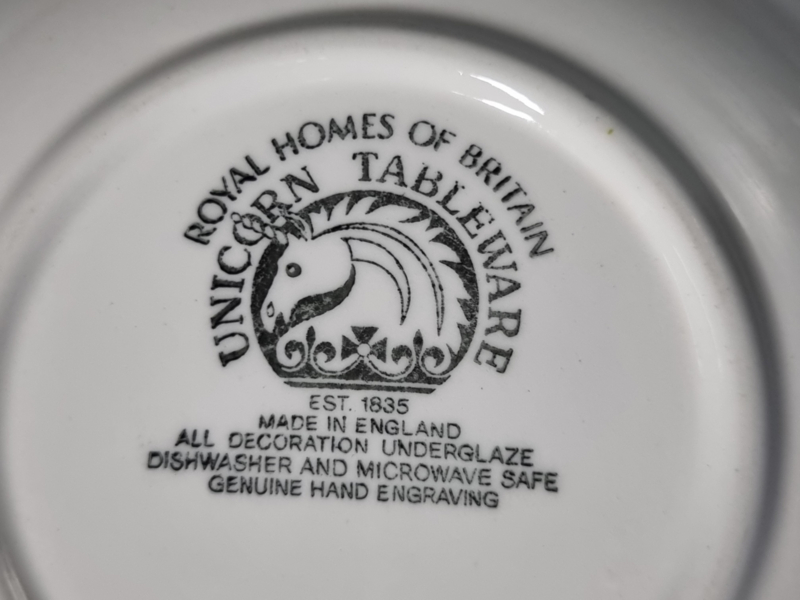 ROYAL HOMES OF BRITAIN
UNICORN TABLEWARE
EST. 1835
MADE IN ENGLAND
ALL DECORATION UNDERGLAZE
DISHWASHER AND MICROWAVE SAFE
GENUINE HAND ENGRAVING